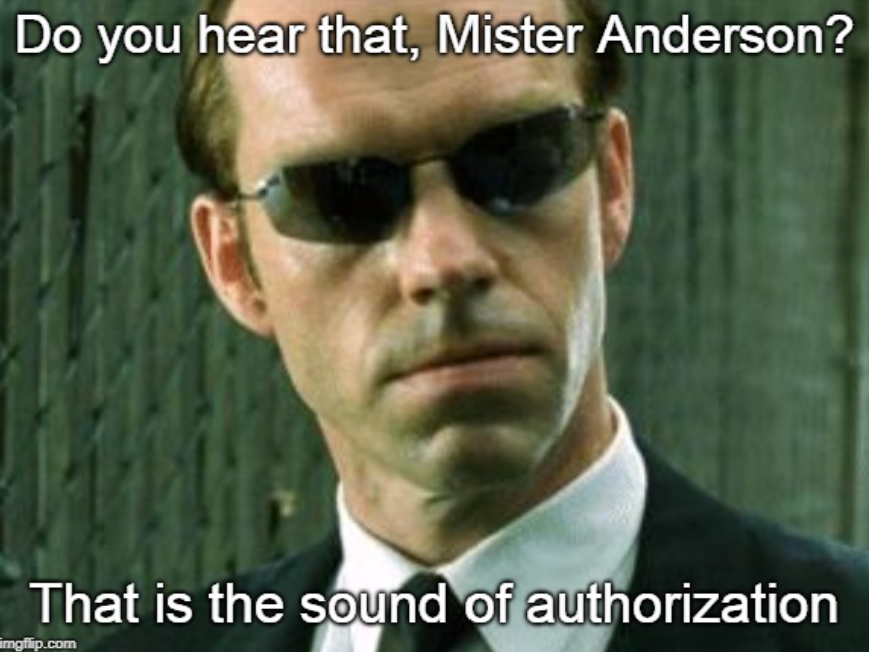 Do you hear that, Mister Anderson?
That is the sound of authorization
imgflip.com